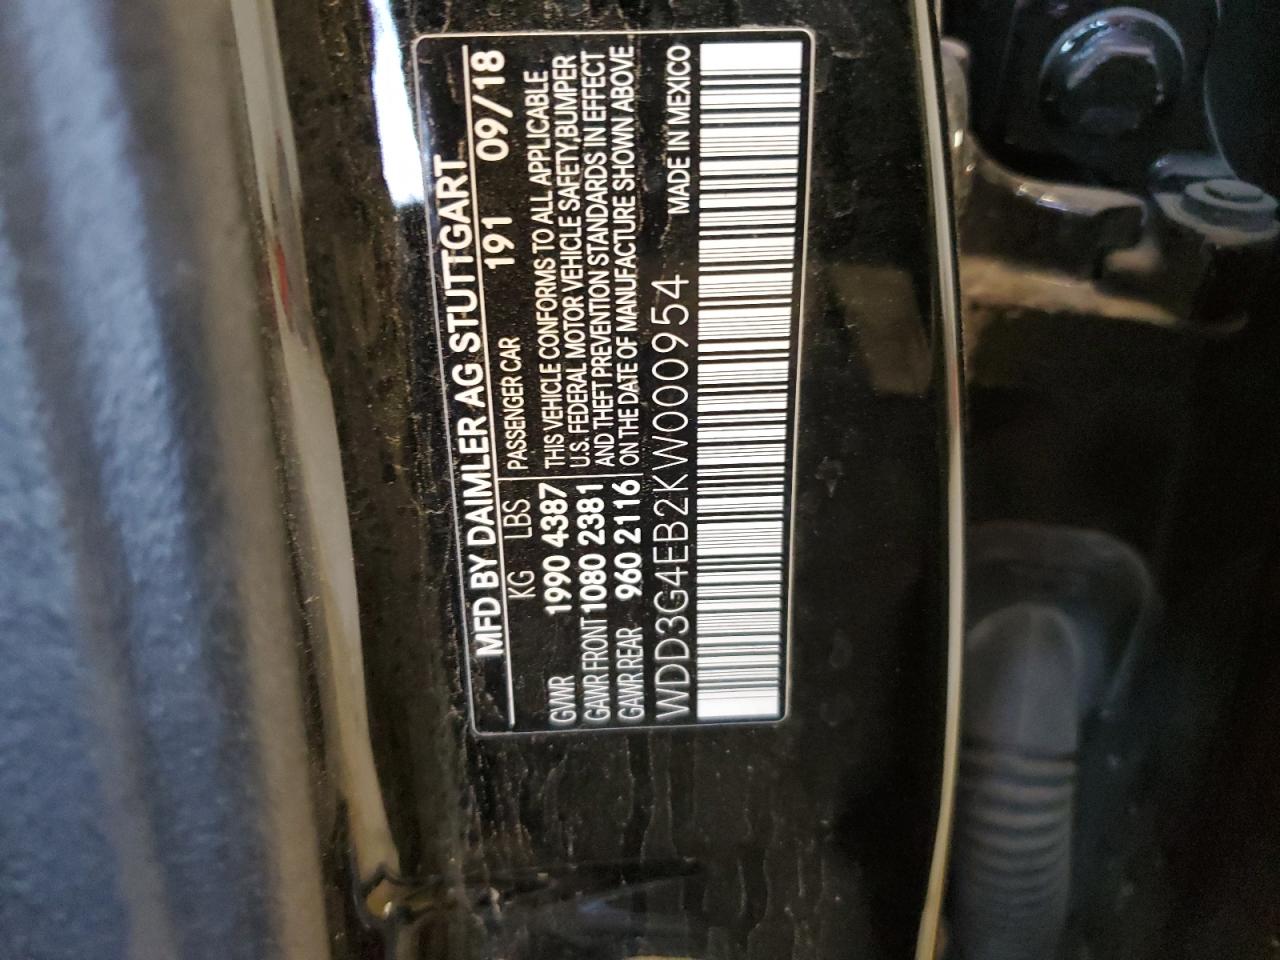 MFD BY DAIMLER AG STUTTGART
KG LBS PASSENGER CAR 191 09/18
GVWR 1990 4387 THIS VEHICLE CONFORMS TO ALL APPLICABLE
GAWR FRONT 1080 2381 U.S. FEDERAL MOTOR VEHICLE SAFETY,BUMPER
GAWR REAR 960 2116 AND THEFT PREVENTION STANDARDS IN EFFECT
ON THE DATE OF MANUFACTURE SHOWN ABOVE
WDD3G4EB2KW000954 MADE IN MEXICO